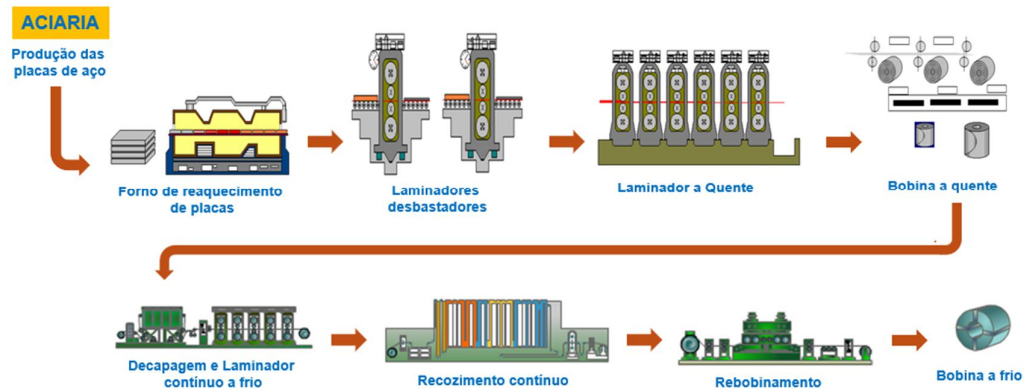 ACIARIA
Produção das
placas de aço
Forno de reaquecimento
de placas
Laminadores
desbastadores
Laminador a Quente
Bobina a quente
Decapagem e Laminador
contínuo a frio
Recozimento contínuo
Rebobinamento
Bobina a frio